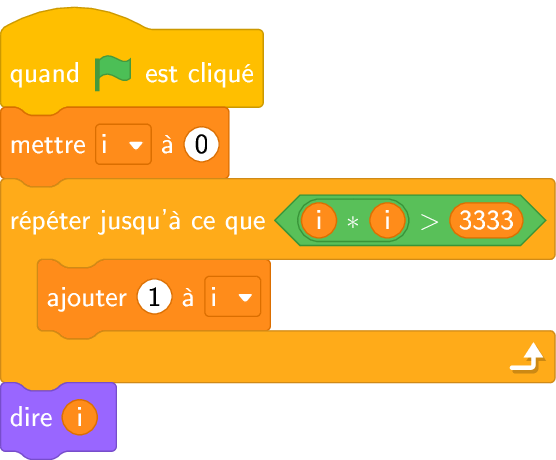 quand est cliqué
mettre i à 0
répéter jusqu'à ce que i * i > 3333
ajouter 1 à i
dire i